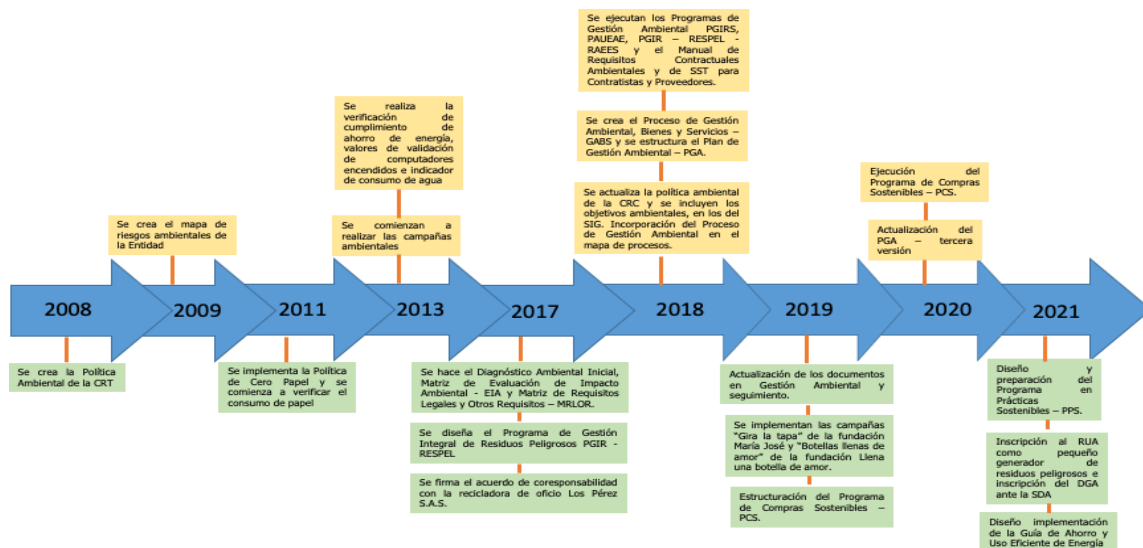 Se ejecutan los Programas de
Gestión Ambiental PGIRS,
PAUEAE, PGIR – RESPEL -
RAEES y el Manual de
Requisitos Contractuales
Ambientales y de SST para
Contratistas y Proveedores.
Se crea el Proceso de Gestión
Ambiental, Bienes y Servicios –
GABS y se estructura el Plan de
Gestión Ambiental – PGA.
Se actualiza la política ambiental
de la CRC y se incluyen los
objetivos ambientales, en los del
SIG. Incorporación del Proceso
de Gestión Ambiental en el
mapa de procesos.
Se realiza la
verificación de
cumplimiento de
ahorro de energía,
valores de validación
de computadores
encendidos e indicador
de consumo de agua
Se comienzan a
realizar las campañas
ambientales
Se crea el mapa de
riesgos ambientales de
la Entidad
Ejecución del
Programa de Compras
Sostenibles – PCS.
Actualización del
PGA – tercera
versión
2008
2009
2011
2013
2017
2018
2019
2020
2021
Se crea la Política
Ambiental de la CRT
Se implementa la Política
de Cero Papel y se
comienza a verificar el
consumo de papel
Se hace el Diagnóstico Ambiental Inicial,
Matriz de Evaluación de Impacto
Ambiental - EIA y Matriz de Requisitos
Legales y Otros Requisitos – MRLOR.
Se diseña el Programa de Gestión
Integral de Residuos Peligrosos PGIR -
RESPEL
Se firma el acuerdo de coresponsabilidad
con la recicladora de oficio Los Pérez
S.A.S.
Actualización de los documentos
en Gestión Ambiental y
seguimiento.
Se implementan las campañas
"Gira la tapa" de la fundación
María José y "Botellas llenas de
amor" de la fundación Llena
una botella de amor.
Estructuración del Programa
de Compras Sostenibles –
PCS.
Diseño y
preparación del
Programa en
Prácticas
Sostenibles – PPS.
Inscripción al RUA
como pequeño
generador de
residuos peligrosos e
inscripción del DGA
ante la SDA
Diseño implementación
de la Guía de Ahorro y
Uso Eficiente de Energía